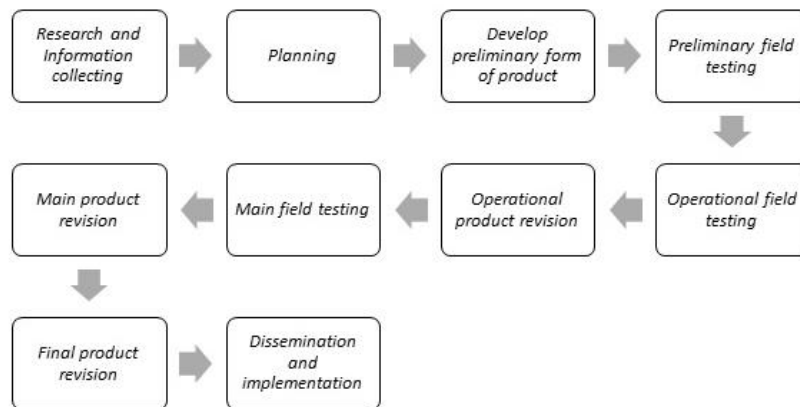 Research and
Information
collecting
Planning
Develop
preliminary form
of product
Preliminary field
testing
Operational field
testing
Operational
product revision
Main field testing
Main product
revision
Final product
revision
Dissemination
and
implementation